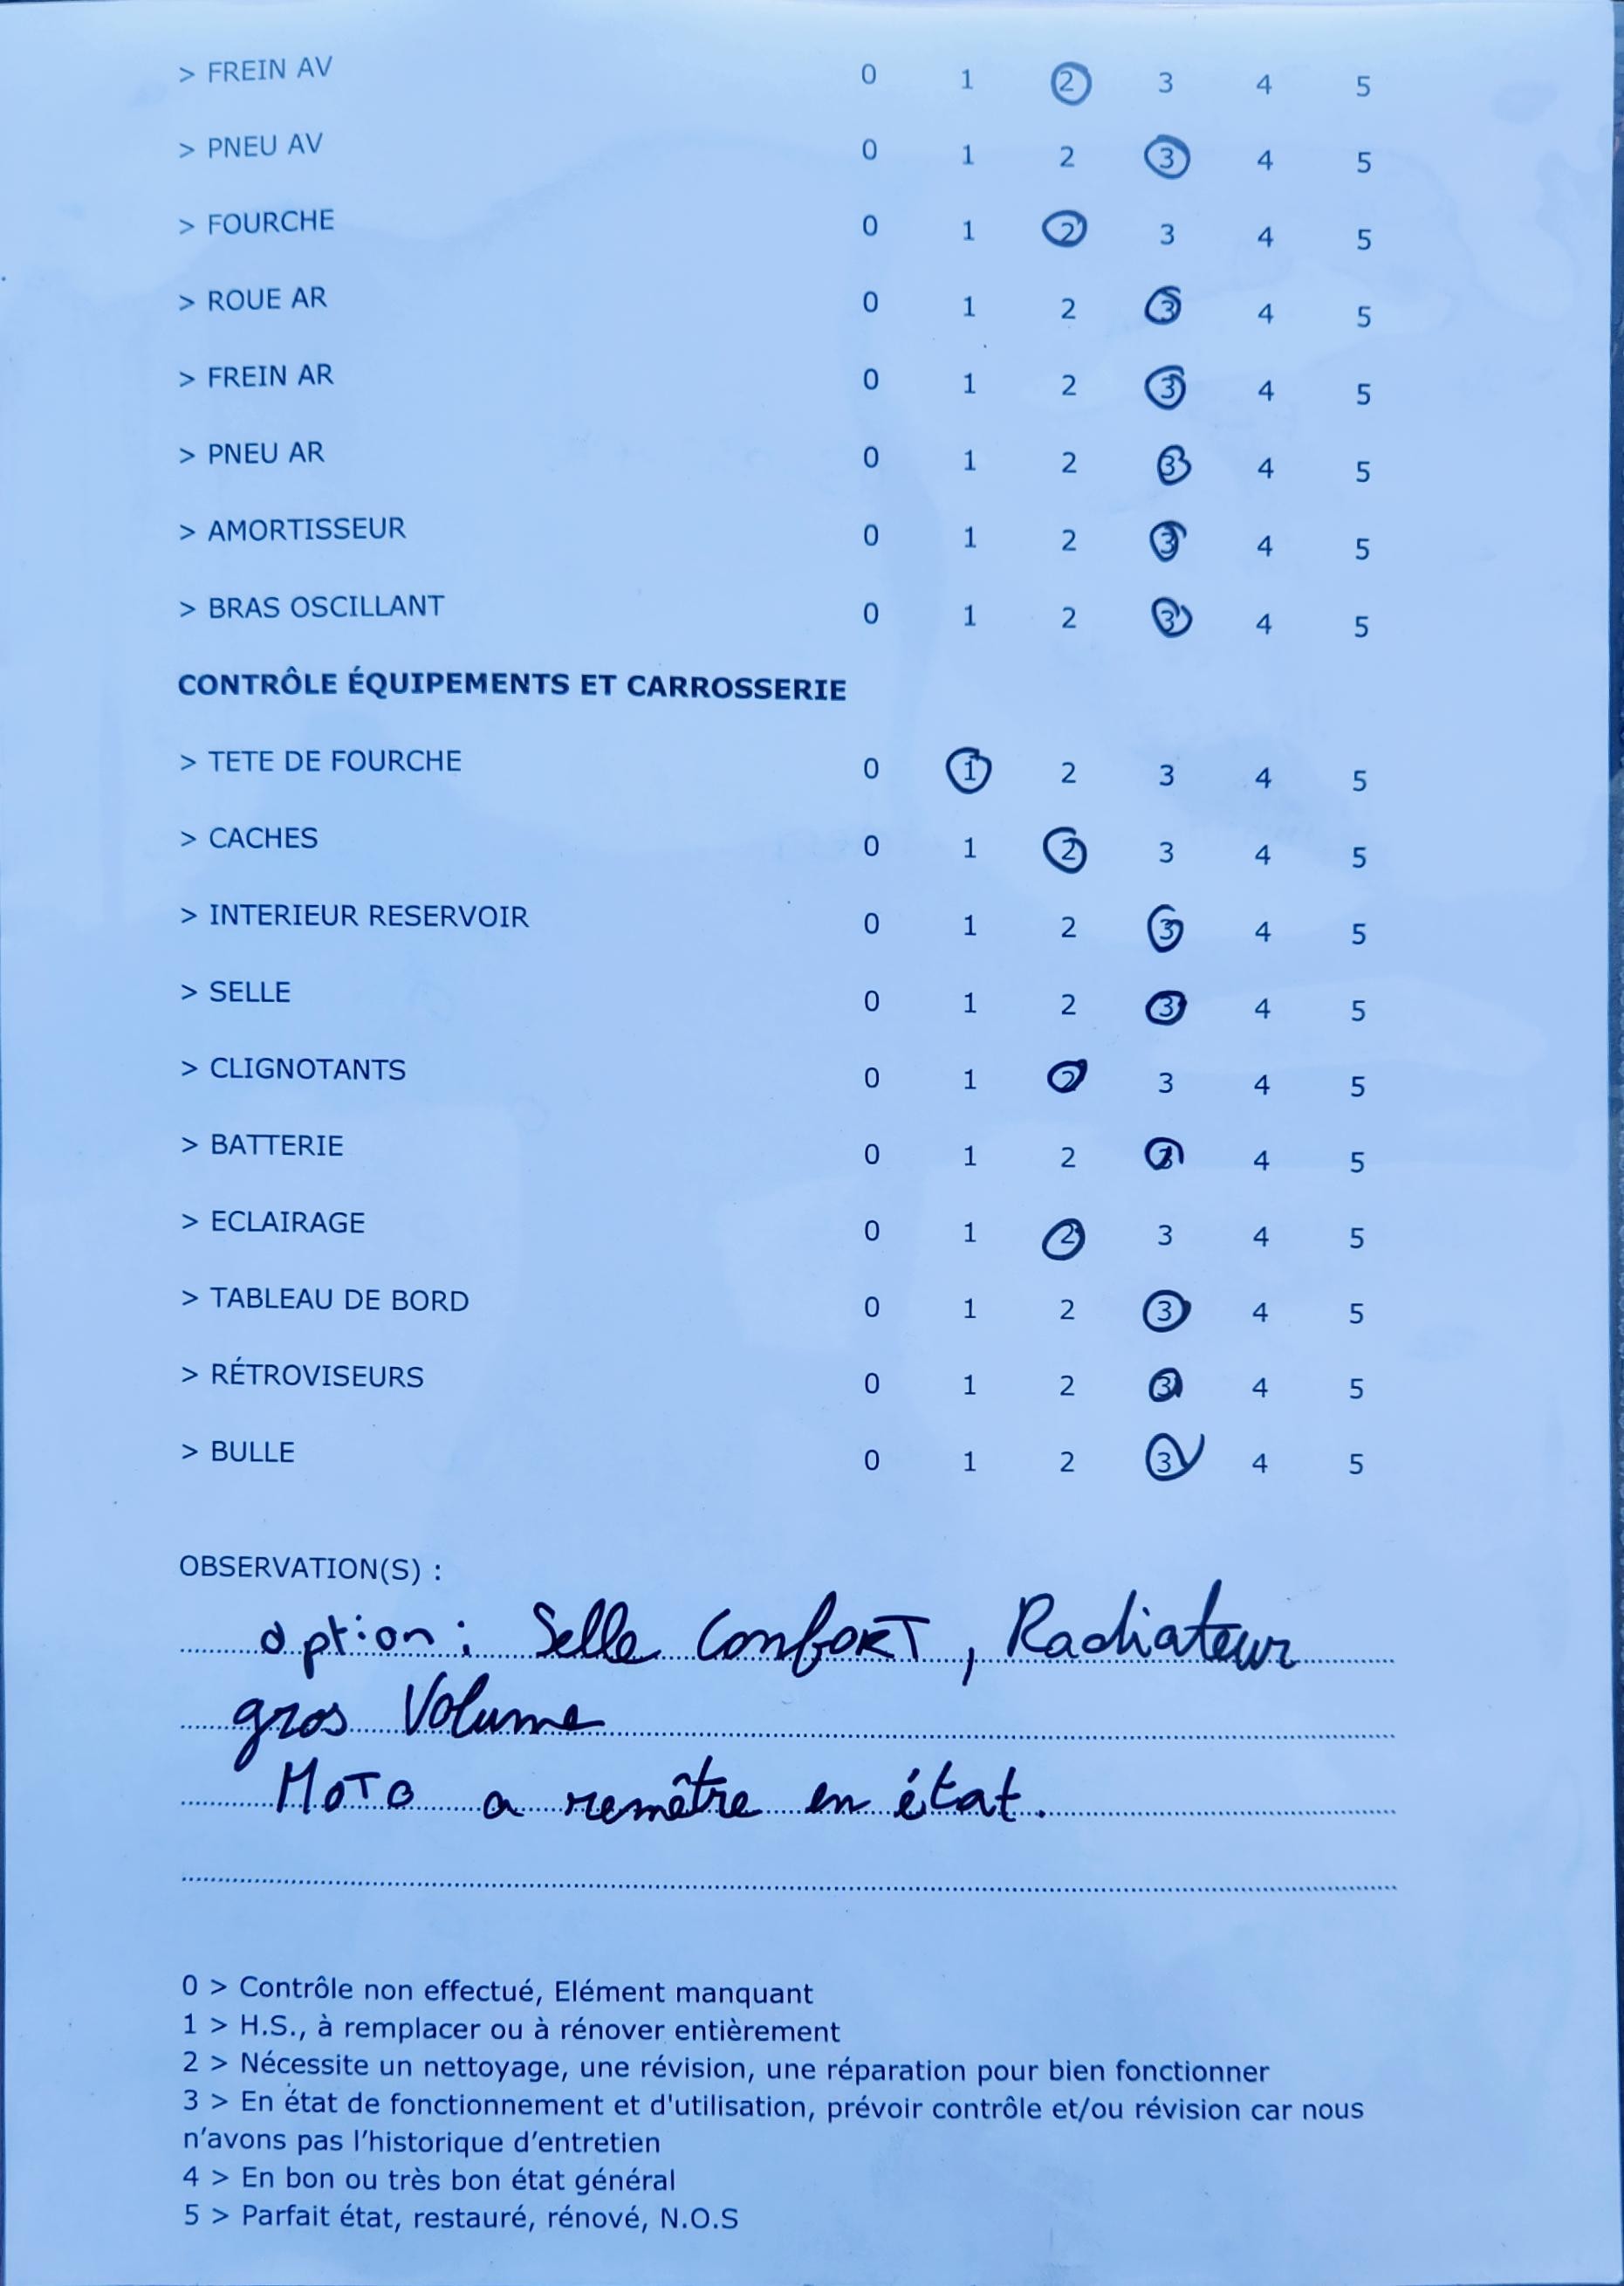 > FREIN AV 0 1 2 3 4 5
> PNEU AV 0 1 2 3 4 5
> FOURCHE 0 1 2 3 4 5
> ROUE AR 0 1 2 3 4 5
> FREIN AR 0 1 2 3 4 5
> PNEU AR 0 1 2 3 4 5
> AMORTISSEUR 0 1 2 3 4 5
> BRAS OSCILLANT 0 1 2 3 4 5
CONTRÔLE ÉQUIPEMENTS ET CARROSSERIE
> TETE DE FOURCHE 0 1 2 3 4 5
> CACHES 0 1 2 3 4 5
> INTERIEUR RESERVOIR 0 1 2 3 4 5
> SELLE 0 1 2 3 4 5
> CLIGNOTANTS 0 1 2 3 4 5
> BATTERIE 0 1 2 3 4 5
> ECLAIRAGE 0 1 2 3 4 5
> TABLEAU DE BORD 0 1 2 3 4 5
> RÉTROVISEURS 0 1 2 3 4 5
> BULLE 0 1 2 3 4 5
OBSERVATION(S) :
option : Selle ConfoRT, Radiateur
gros Volume
MoTo a remêtre en état.
0 > Contrôle non effectué, Elément manquant
1 > H.S., à remplacer ou à rénover entièrement
2 > Nécessite un nettoyage, une révision, une réparation pour bien fonctionner
3 > En état de fonctionnement et d'utilisation, prévoir contrôle et/ou révision car nous
n'avons pas l'historique d'entretien
4 > En bon ou très bon état général
5 > Parfait état, restauré, rénové, N.O.S